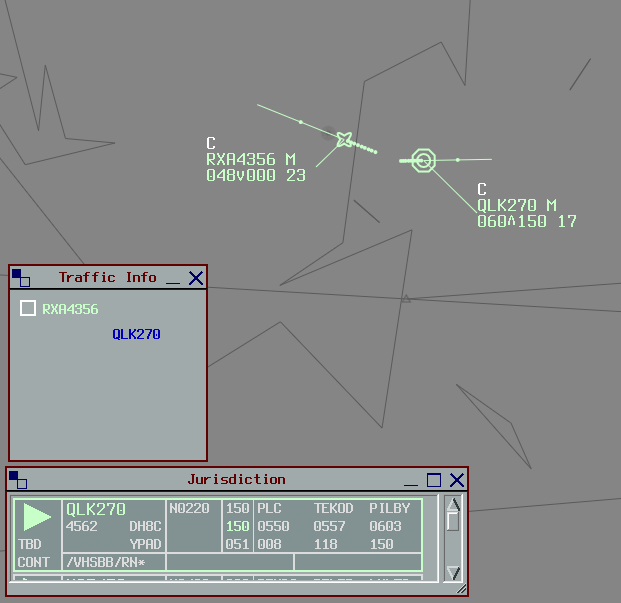 C
RXA4356 M
048v000 23
C
QLK270 M
060^150 17
Traffic Info
RXA4356
QLK270
Jurisdiction
QLK270 N0220 150 PLC TEKOD PILBY
4562 DH8C 150 0550 0557 0603
TBD YPAD 051 008 118 150
CONT /VHSBB/RN*